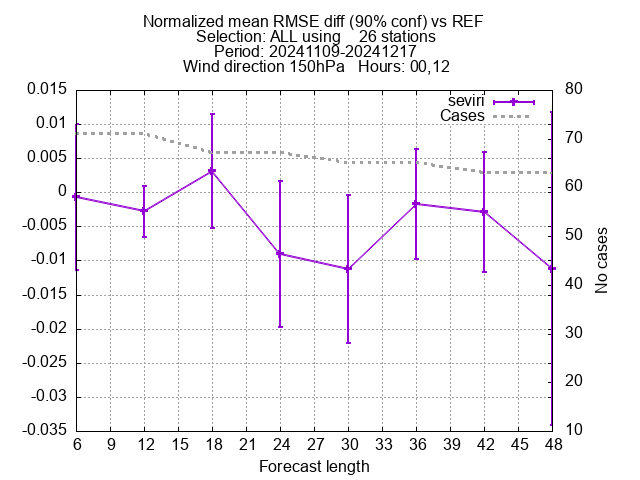 Normalized mean RMSE diff (90% conf) vs REF
Selection: ALL using    26 stations
Period: 20241109-20241217
Wind direction 150hPa   Hours: 00,12
seviri
Cases
0.015
0.01
0.005
0
-0.005
-0.01
-0.015
-0.02
-0.025
-0.03
-0.035
80
70
60
50
40
30
20
10
No cases
6 9 12 15 18 21 24 27 30 33 36 39 42 45 48
Forecast length